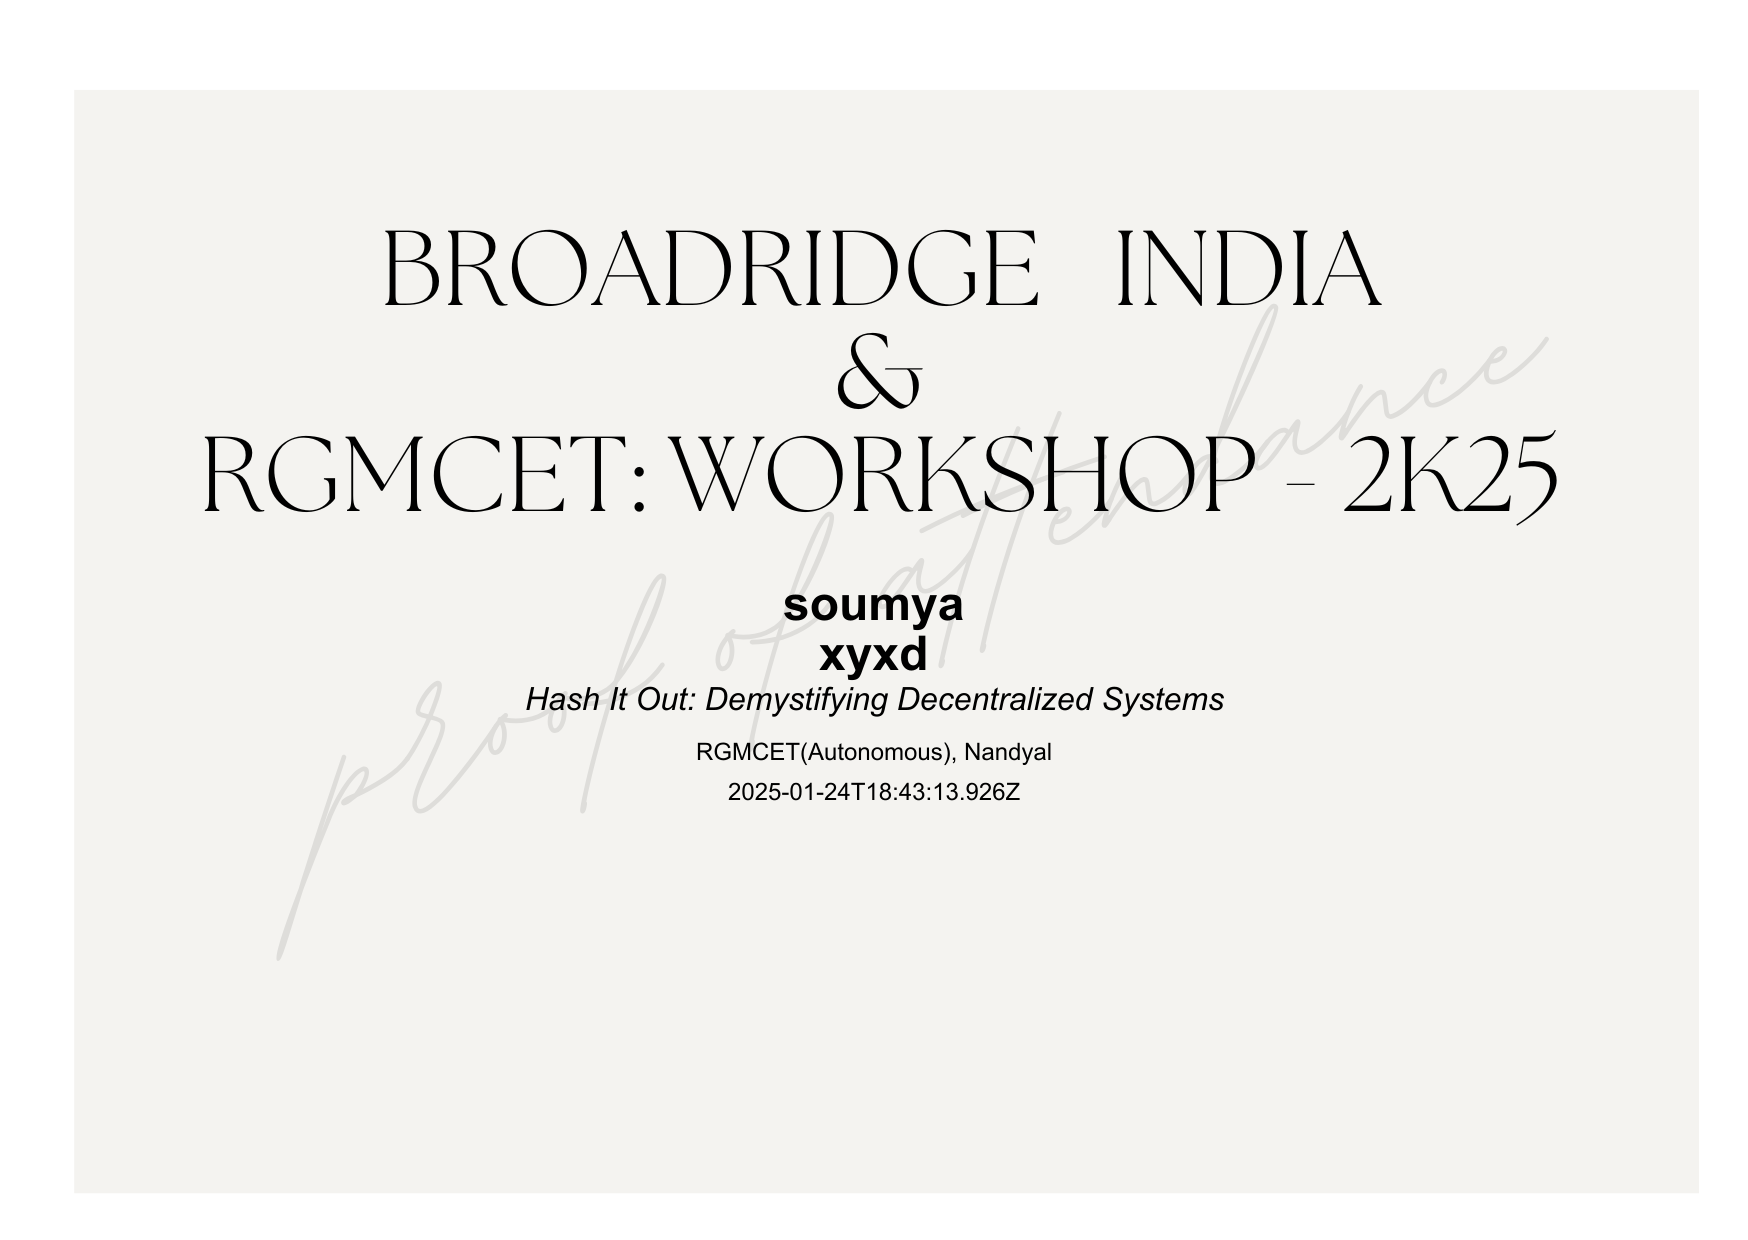 BROADRIDGE INDIA
&
RGMCET: WORKSHOP - 2K25
proof of attendance
soumya
xyxd
Hash It Out: Demystifying Decentralized Systems
RGMCET(Autonomous), Nandyal
2025-01-24T18:43:13.926Z